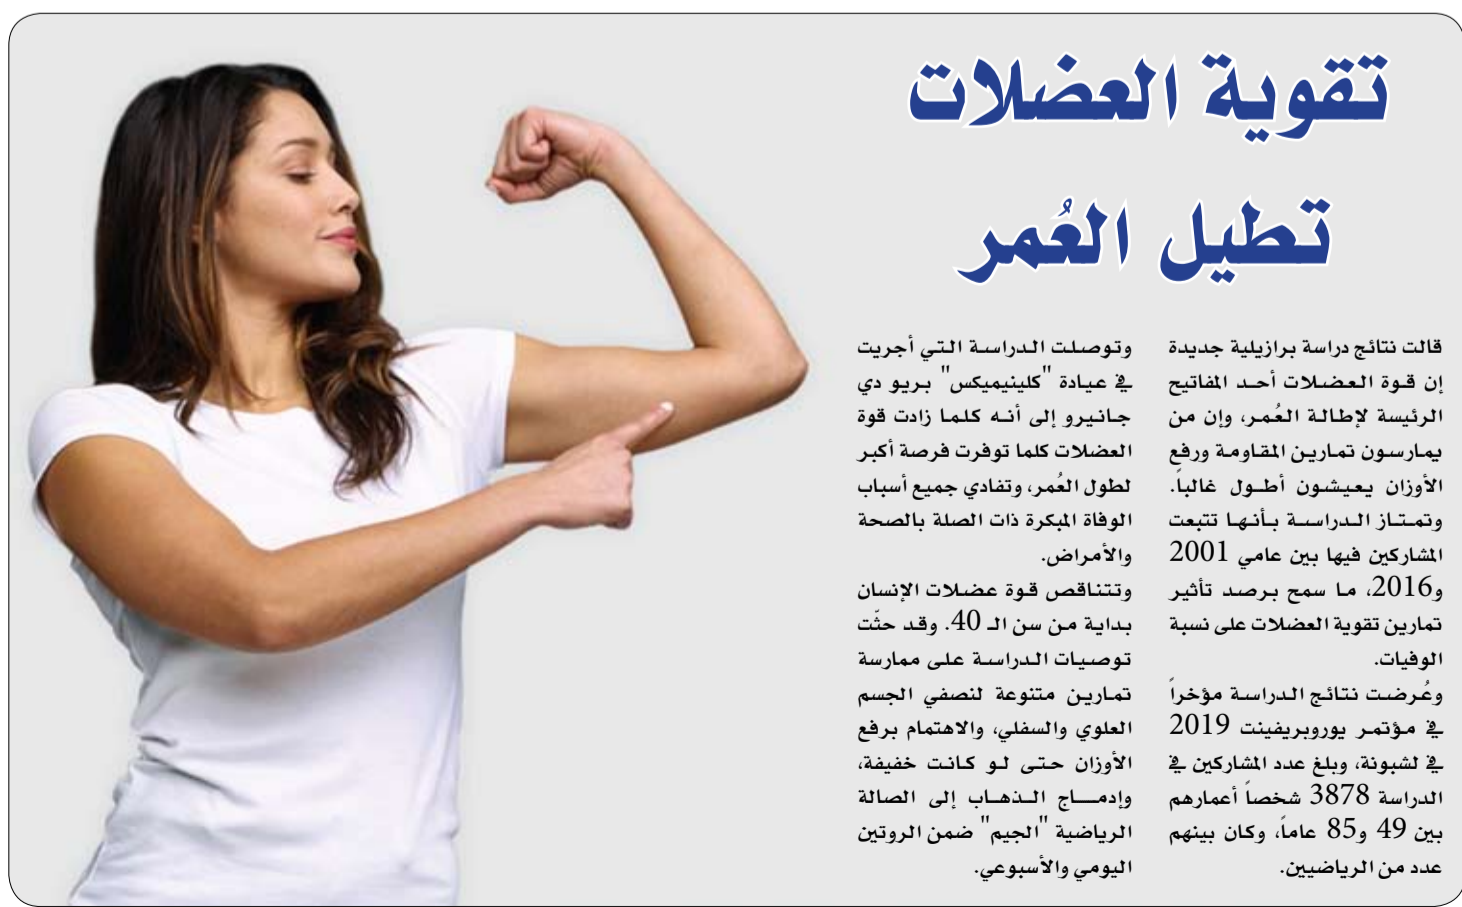 تقوية العضلات
تطيل العُمر
قالت نتائج دراسة برازيلية جديدة
إن قوة العضلات أحد المفاتيح
الرئيسة لإطالة العُمر، وإن من
يمارسون تمارين المقاومة ورفع
الأوزان يعيشون أطول غالباً.
وتمتاز الدراسة بأنها تتبعت
المشاركين فيها بين عامي 2001
و2016، ما سمح برصد تأثير
تمارين تقوية العضلات على نسبة
الوفيات.
وعُرضت نتائج الدراسة مؤخراً
في مؤتمر يوروبريفينت 2019
في لشبونة، وبلغ عدد المشاركين في
الدراسة 3878 شخصاً أعمارهم
بين 49 و85 عاماً، وكان بينهم
عدد من الرياضيين.
وتوصلت الدراسة التي أجريت
في عيادة "كلينيميكس" بريو دي
جانيرو إلى أنه كلما زادت قوة
العضلات كلما توفرت فرصة أكبر
لطول العُمر، وتفادي جميع أسباب
الوفاة المبكرة ذات الصلة بالصحة
والأمراض.
وتتناقص قوة عضلات الإنسان
بداية من سن الـ 40. وقد حثّت
توصيات الدراسة على ممارسة
تمارين متنوعة لنصفي الجسم
العلوي والسفلي، والاهتمام برفع
الأوزان حتى لو كانت خفيفة،
وإدماج الذهاب إلى الصالة
الرياضية "الجيم" ضمن الروتين
اليومي والأسبوعي.